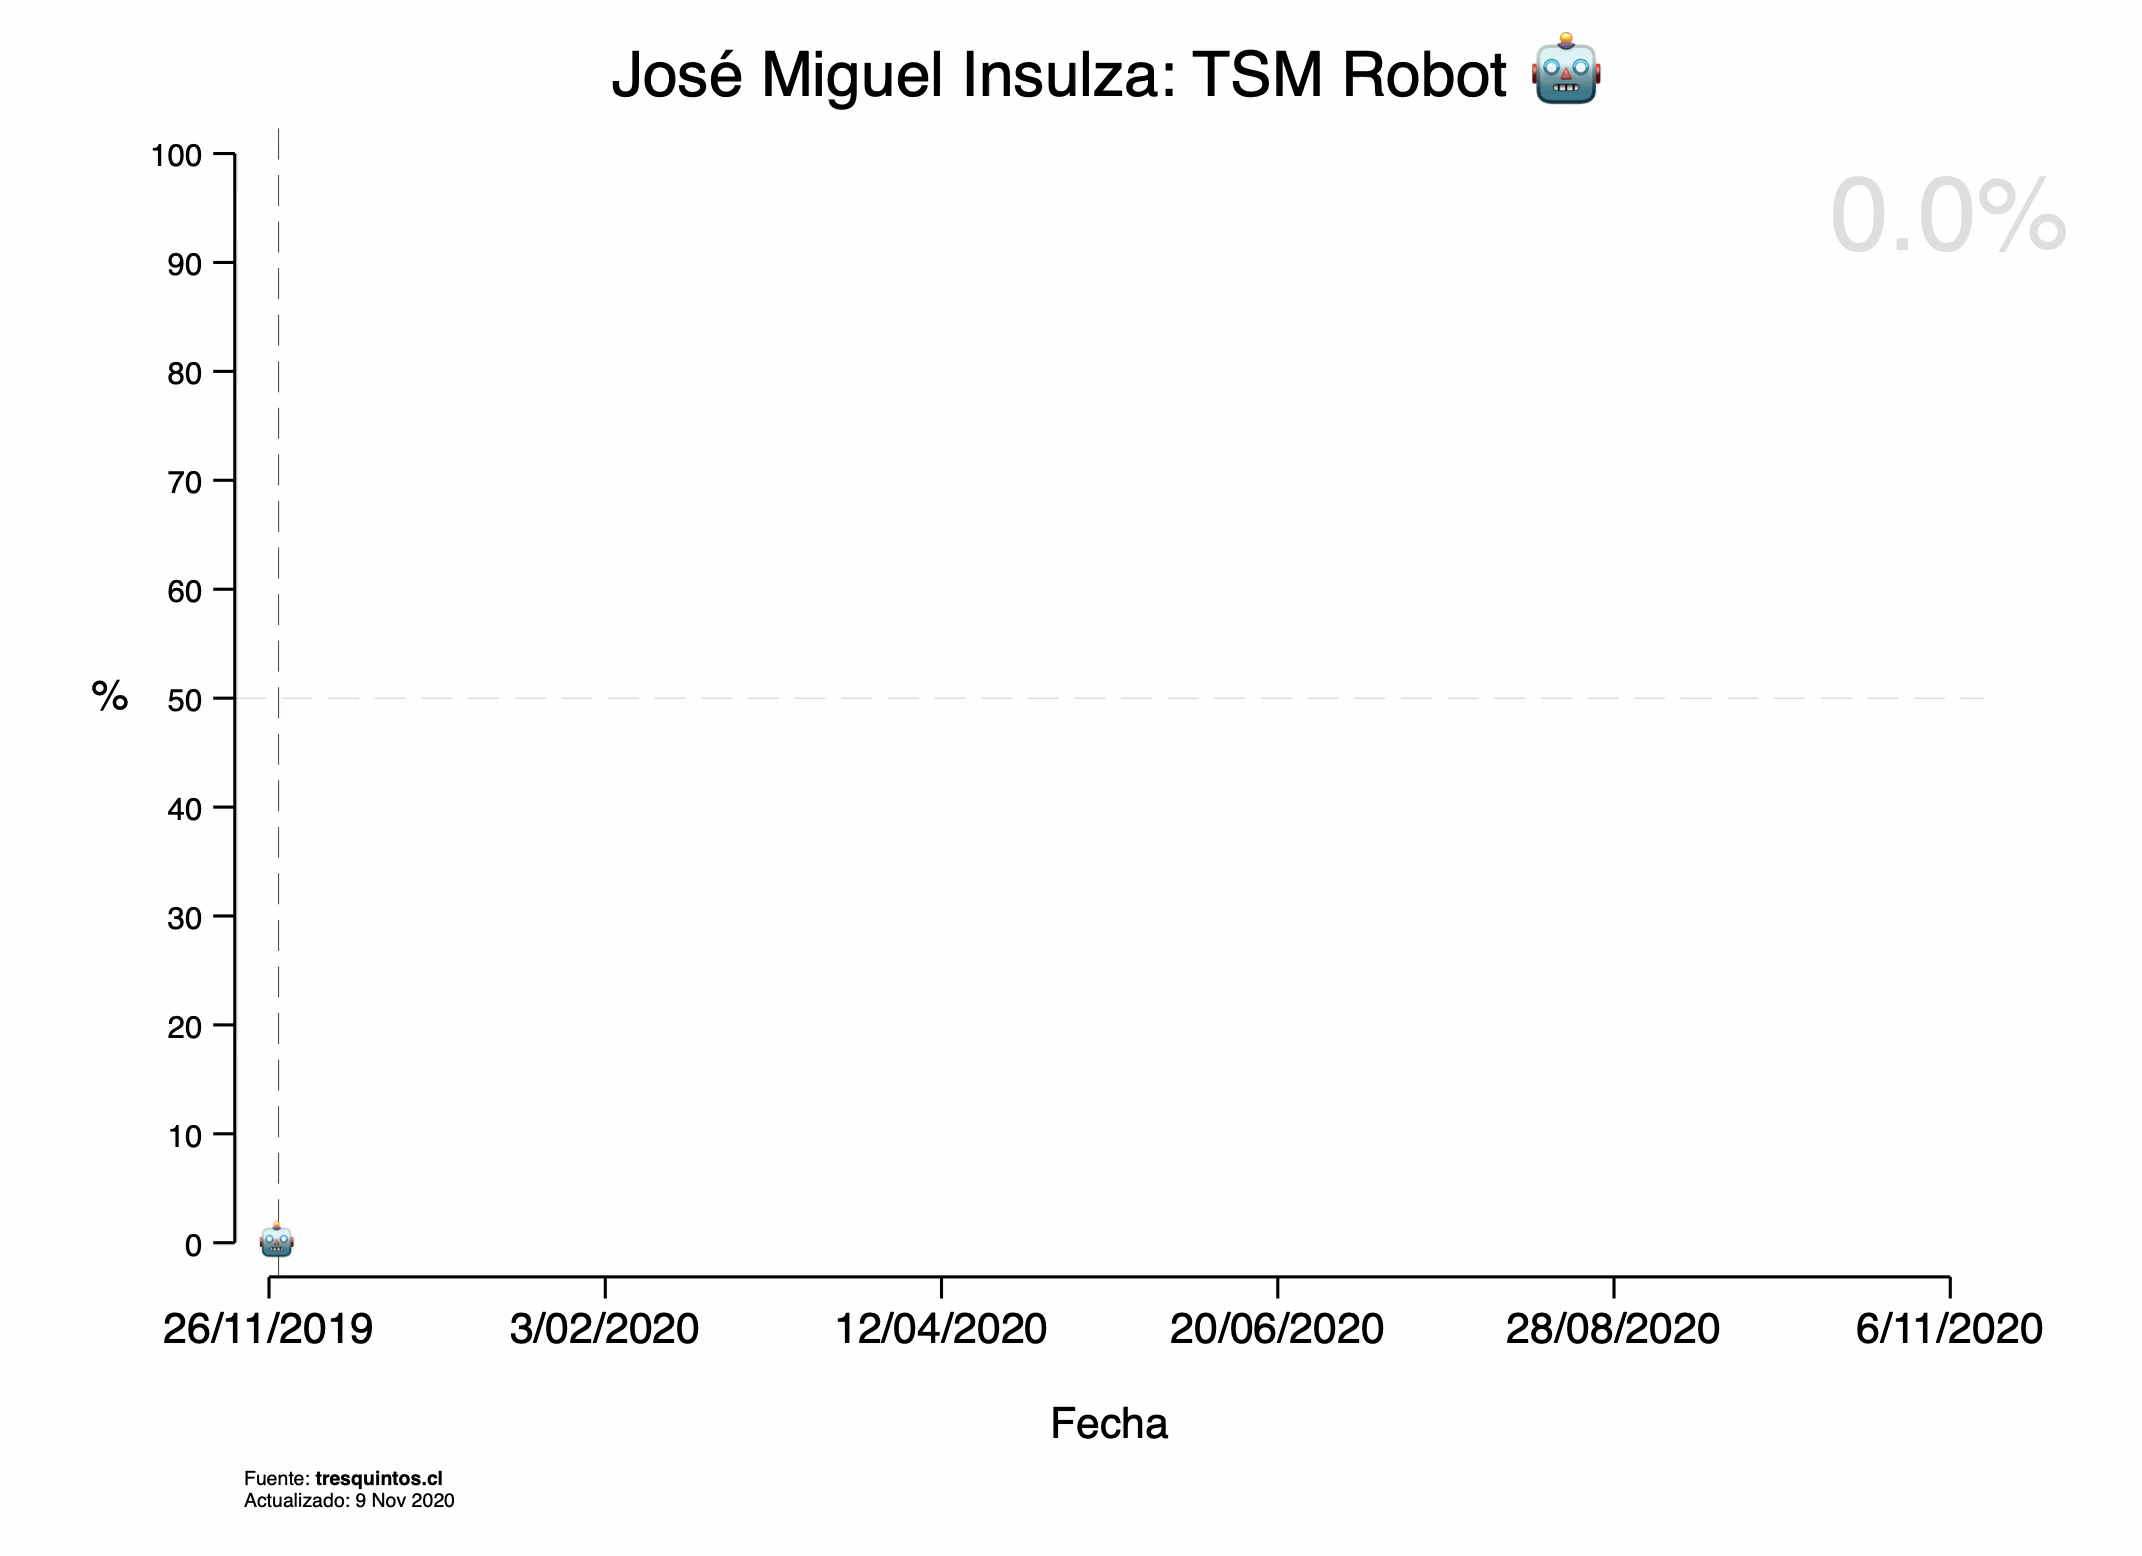 José Miguel Insulza: TSM Robot 🤖
0.0%
100
90
80
70
60
% 50
40
30
20
10
0
26/11/2019 3/02/2020 12/04/2020 20/06/2020 28/08/2020 6/11/2020
Fecha
Fuente: tresquintos.cl
Actualizado: 9 Nov 2020